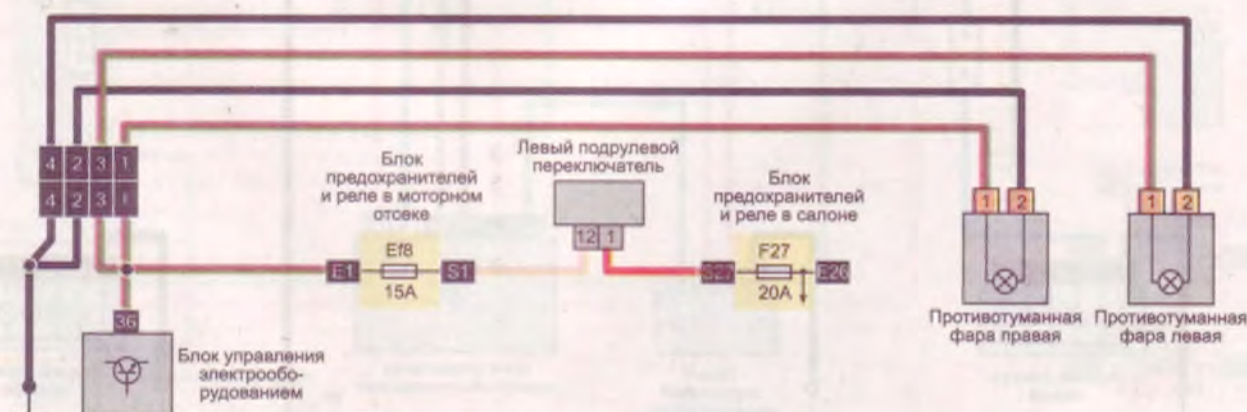 4 2 3 1
4 2 3 1
Блок
предохранителей
и реле в моторном
отсеке
Ef8
E1
S1
15A
Левый подрулевой
переключатель
12 1
Блок
предохранителей
и реле в салоне
F27
S27
E26
20A
1 2
1 2
Противотуманная
фара правая
Противотуманная
фара левая
36
Блок управления
электрообо-
рудованием